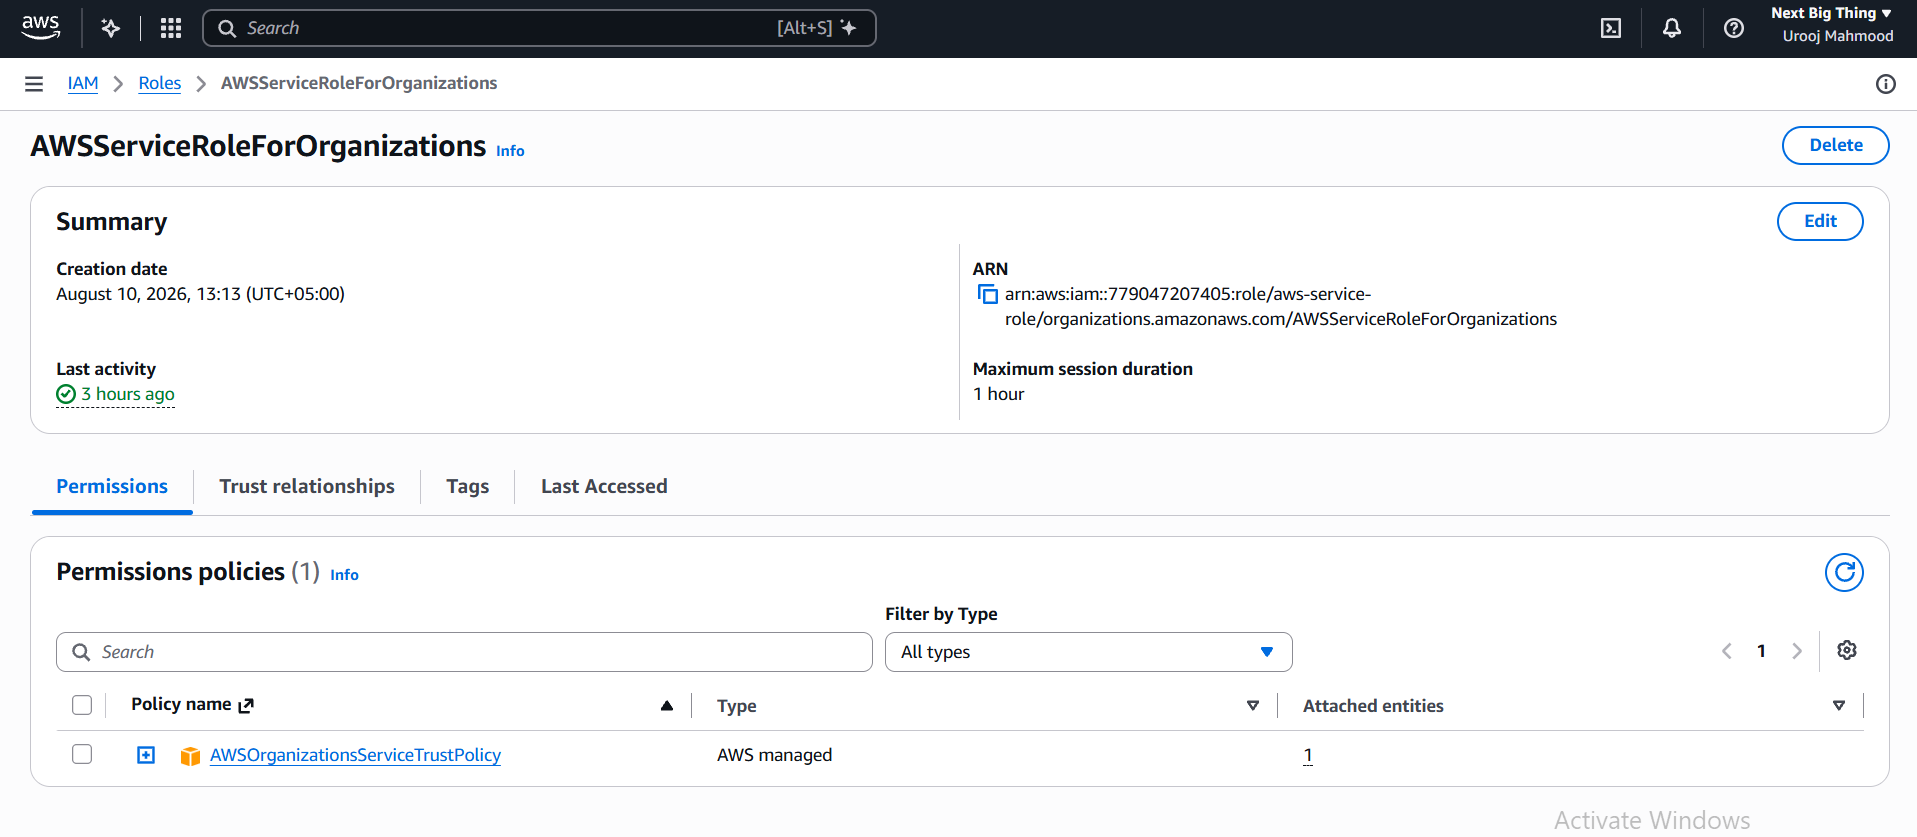 aws
Search
[Alt+S]
Next Big Thing
Urooj Mahmood
IAM
Roles
AWSServiceRoleForOrganizations
AWSServiceRoleForOrganizations
Info
Delete
Summary
Edit
Creation date
August 10, 2026, 13:13 (UTC+05:00)
ARN
arn:aws:iam::779047207405:role/aws-service-
role/organizations.amazonaws.com/AWSServiceRoleForOrganizations
Last activity
3 hours ago
Maximum session duration
1 hour
Permissions
Trust relationships
Tags
Last Accessed
Permissions policies (1)
Info
Filter by Type
Search
All types
1
Policy name
Type
Attached entities
AWSOrganizationsServiceTrustPolicy
AWS managed
1
Activate Windows